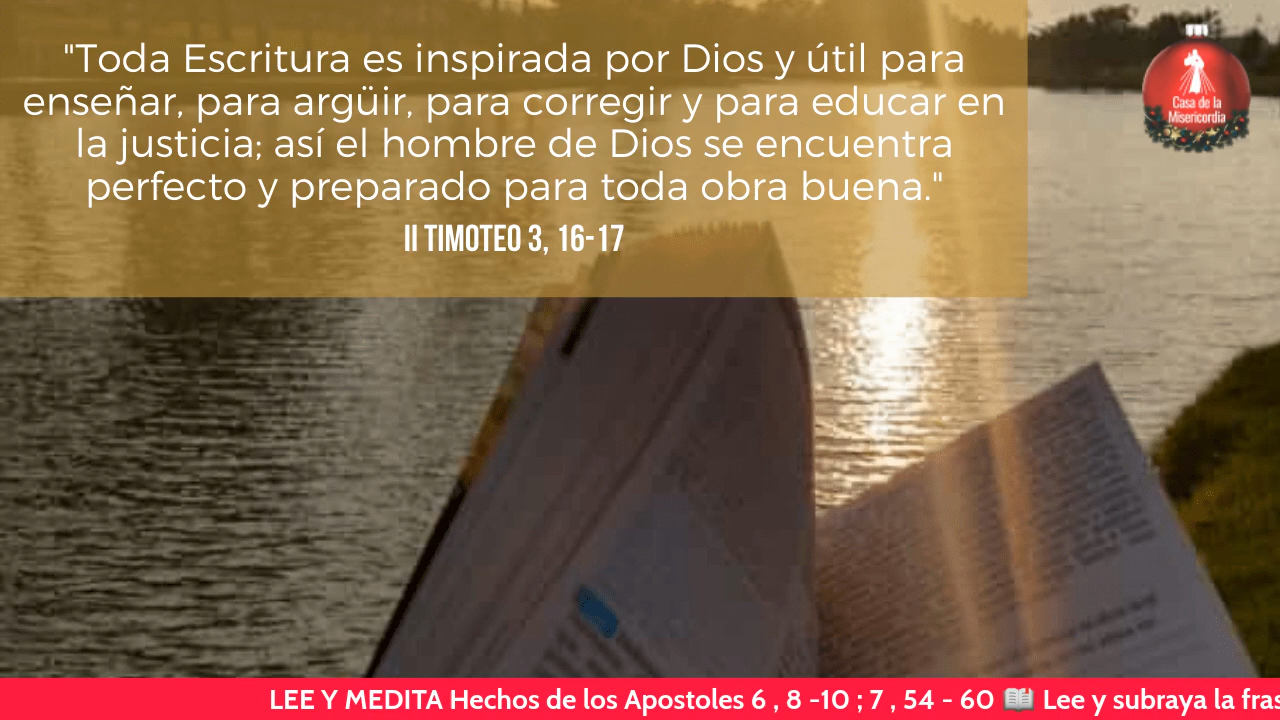 "Toda Escritura es inspirada por Dios y útil para
enseñar, para argüir, para corregir y para educar en
la justicia; así el hombre de Dios se encuentra
perfecto y preparado para toda obra buena."
II TIMOTEO 3, 16-17
Casa de la
Misericordia
LEE Y MEDITA Hechos de los Apostoles 6 , 8 -10 ; 7 , 54 - 60 📖 Lee y subraya la fras